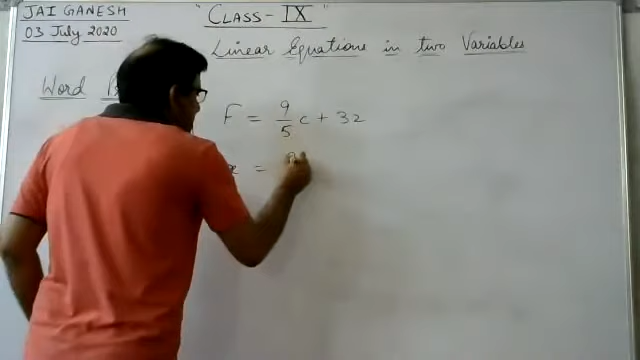 JAI GANESH
03 July 2020
"CLASS-IX"
Linear Equations in two Variables
Word
F = 9/5 c + 32
x =